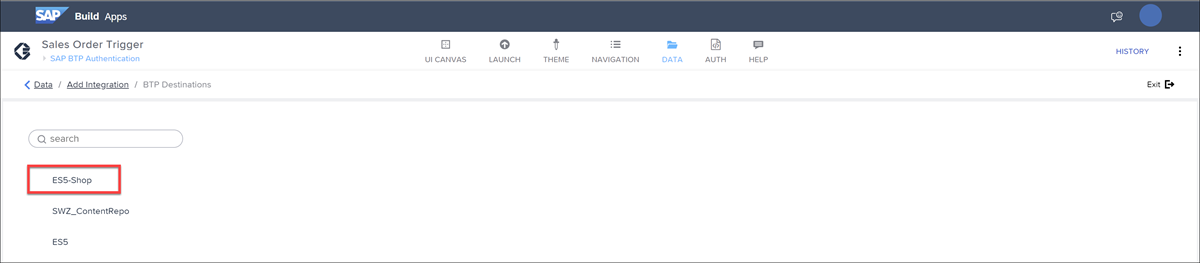 SAP Build Apps
Sales Order Trigger
> SAP BTP Authentication
UI CANVAS LAUNCH THEME NAVIGATION DATA AUTH HELP
HISTORY
Data / Add Integration / BTP Destinations
Exit
search
ES5-Shop
SWZ_ContentRepo
ES5